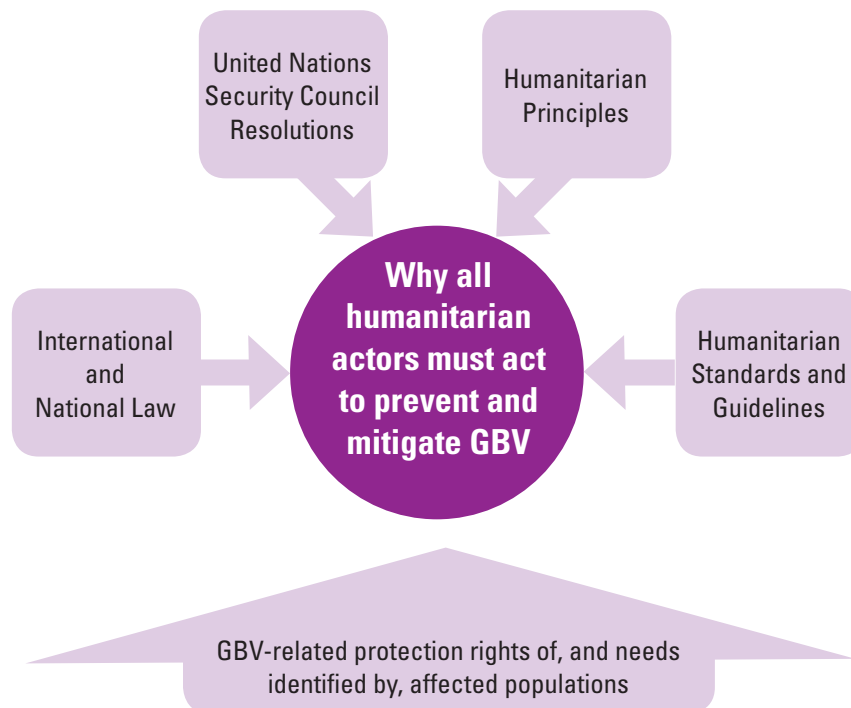 United Nations
Security Council
Resolutions
Humanitarian
Principles
International
and
National Law
Why all
humanitarian
actors must act
to prevent and
mitigate GBV
Humanitarian
Standards and
Guidelines
GBV-related protection rights of, and needs
identified by, affected populations